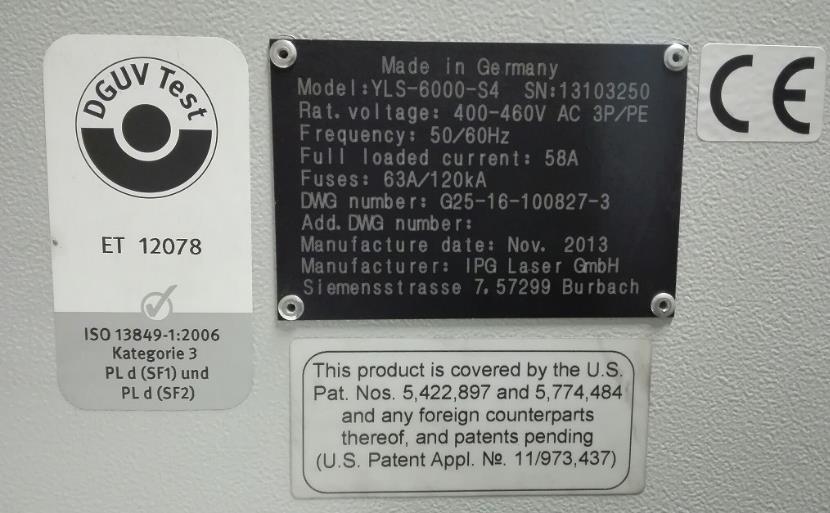 DGUV Test
ET 12078
ISO 13849-1:2006
Kategorie 3
PL d (SF1) und
PL d (SF2)
Made in Germany
Model:YLS-6000-S4 SN:13103250
Rat. voltage: 400-460V AC 3P/PE
Frequency: 50/60Hz
Full loaded current: 58A
Fuses: 63A/120kA
DWG number: G25-16-100827-3
Add. DWG number:
Manufacture date: Nov. 2013
Manufacturer: IPG Laser GmbH
Siemensstrasse 7. 57299 Burbach
CE
This product is covered by the U.S.
Pat. Nos. 5,422,897 and 5,774,484
and any foreign counterparts
thereof, and patents pending
(U.S. Patent Appl. №. 11/973,437)